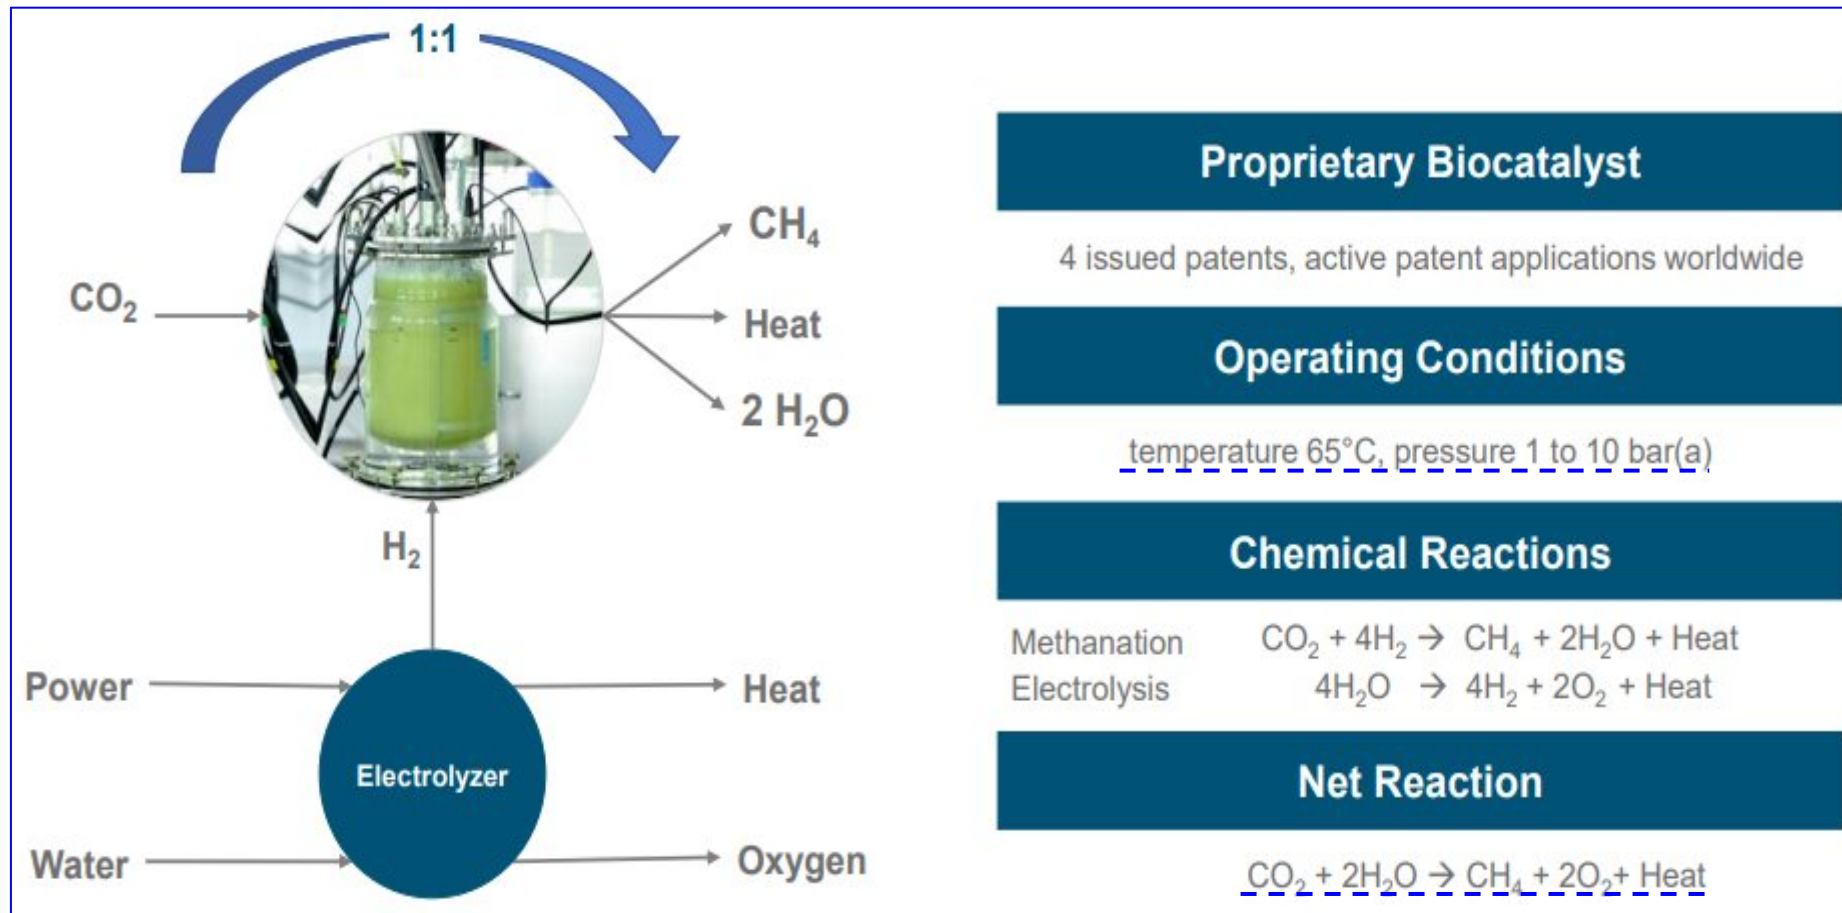 1:1
CO₂
CH₄
Heat
2 H₂O
H₂
Power
Heat
Electrolyzer
Water
Oxygen
Proprietary Biocatalyst
4 issued patents, active patent applications worldwide
Operating Conditions
temperature 65°C, pressure 1 to 10 bar(a)
Chemical Reactions
Methanation CO₂ + 4H₂ → CH₄ + 2H₂O + Heat
Electrolysis 4H₂O → 4H₂ + 2O₂ + Heat
Net Reaction
CO₂ + 2H₂O → CH₄ + 2O₂+ Heat